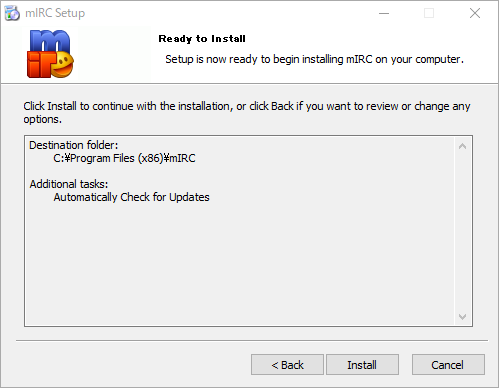 mIRC Setup
mIRC
Ready to Install
Setup is now ready to begin installing mIRC on your computer.
Click Install to continue with the installation, or click Back if you want to review or change any
options.
Destination folder:
C:¥Program Files (x86)¥mIRC
Additional tasks:
Automatically Check for Updates
< Back
Install
Cancel